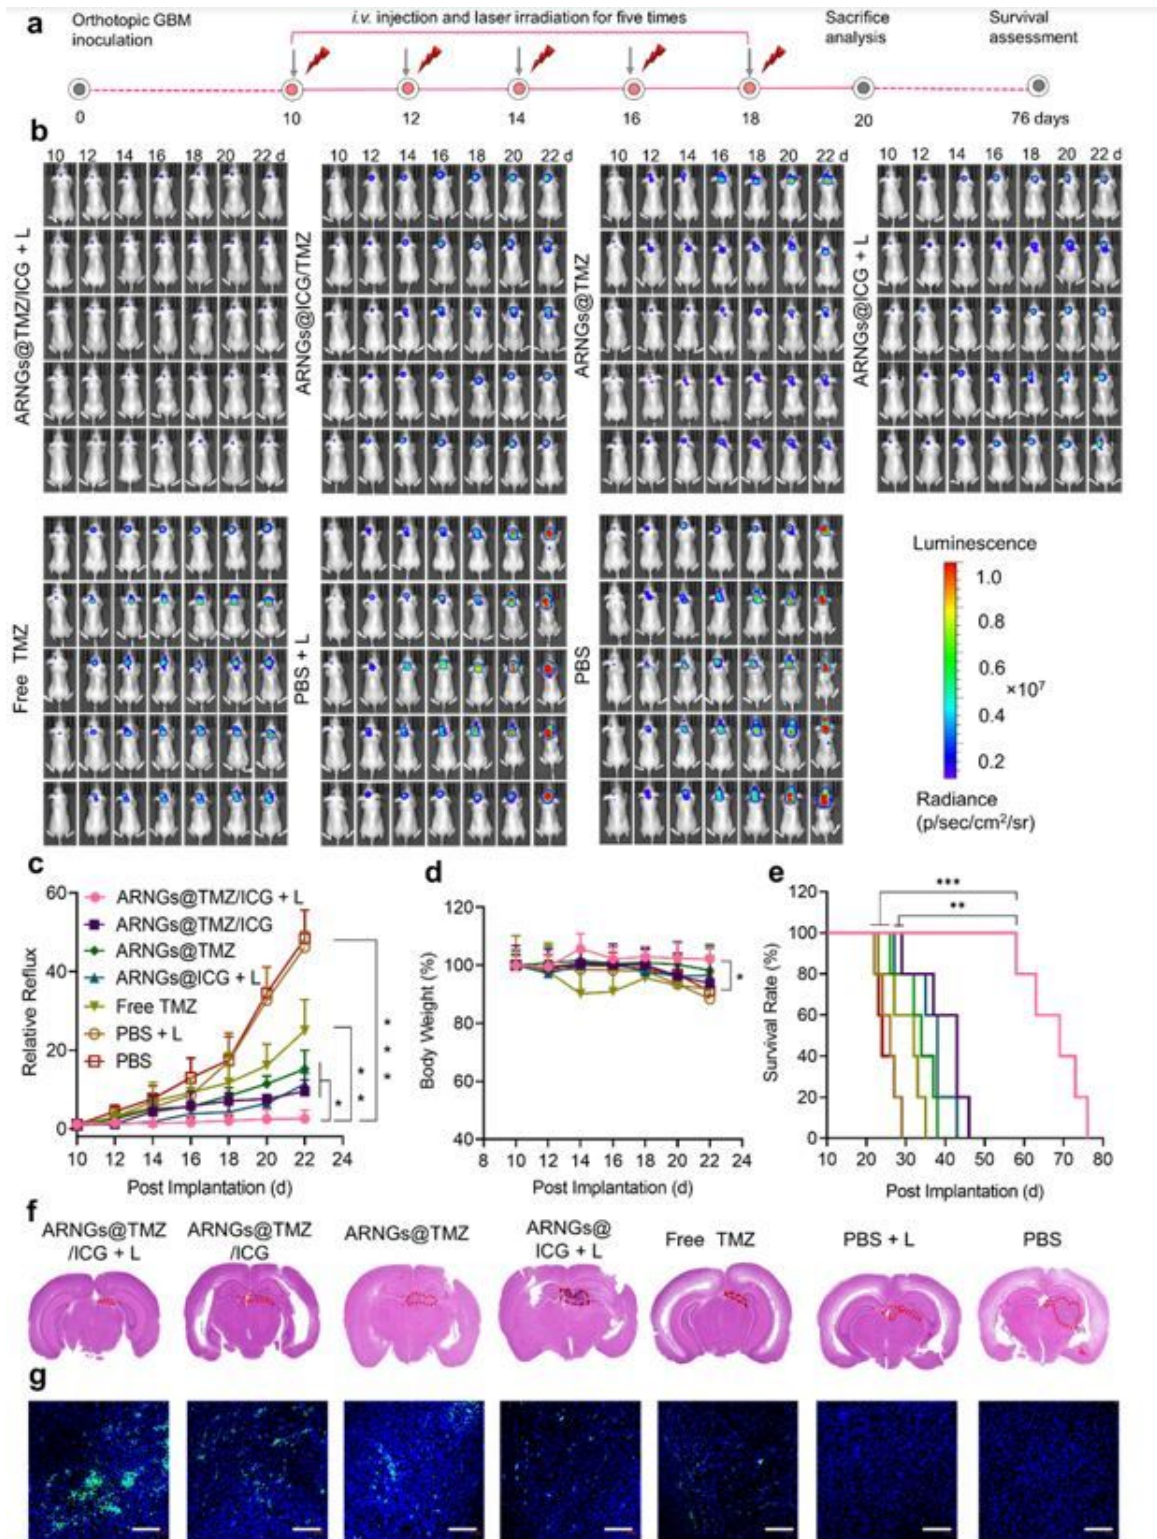 a
Orthotopic GBM
inoculation
i.v. injection and laser irradiation for five times
Sacrifice
analysis
Survival
assessment
0 10 12 14 16 18 20 76 days
b
10 12 14 16 18 20 22 d
10 12 14 16 18 20 22 d
10 12 14 16 18 20 22 d
10 12 14 16 18 20 22 d
ARNGs@TMZ/ICG + L
ARNGs@ICG/TMZ
ARNGs@TMZ
ARNGs@ICG + L
Free TMZ
PBS + L
PBS
Luminescence
1.0
0.8
0.6
×10⁷
0.4
0.2
Radiance
(p/sec/cm²/sr)
c
Relative Reflux
60
40
20
0
ARNGs@TMZ/ICG + L
ARNGs@TMZ/ICG
ARNGs@TMZ
ARNGs@ICG + L
Free TMZ
PBS + L
PBS
*
* *
* * *
10 12 14 16 18 20 22 24
Post Implantation (d)
d
Body Weight (%)
120
100
80
60
40
*
8 10 12 14 16 18 20 22 24
Post Implantation (d)
e
Survival Rate (%)
120
100
80
60
40
20
0
***
**
10 20 30 40 50 60 70 80
Post Implantation (d)
f
ARNGs@TMZ
/ICG + L
ARNGs@TMZ
/ICG
ARNGs@TMZ
ARNGs@
ICG + L
Free TMZ
PBS + L
PBS
g